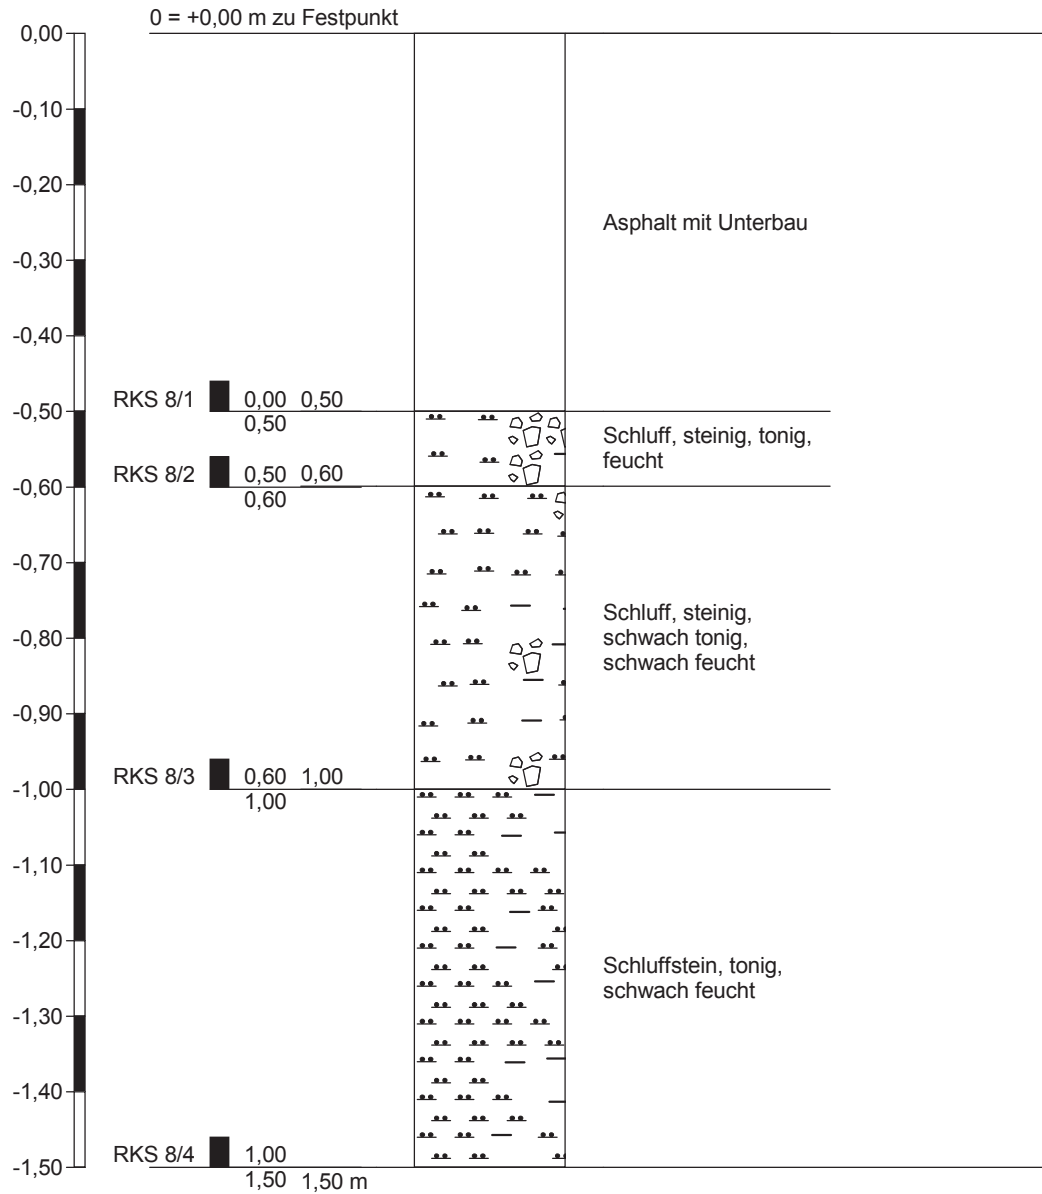 0 = +0,00 m zu Festpunkt
0,00
-0,10
-0,20
Asphalt mit Unterbau
-0,30
-0,40
RKS 8/1 0,00 0,50
-0,50
0,50
Schluff, steinig, tonig,
feucht
RKS 8/2 0,50 0,60
-0,60
0,60
-0,70
Schluff, steinig,
schwach tonig,
schwach feucht
-0,80
-0,90
RKS 8/3 0,60 1,00
-1,00
1,00
-1,10
-1,20
Schluffstein, tonig,
schwach feucht
-1,30
-1,40
RKS 8/4 1,00
-1,50
1,50 1,50 m